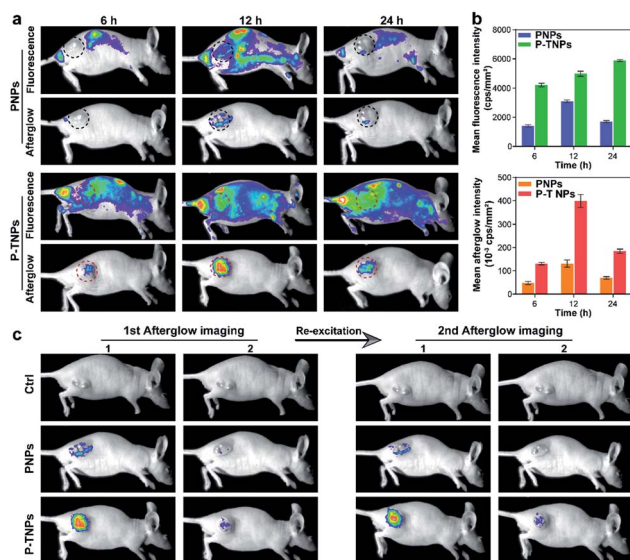 a
6 h
12 h
24 h
PNPs
Fluorescence
Afterglow
P-TNPs
Fluorescence
Afterglow
b
PNPs
P-TNPs
Mean fluorescence intensity
(cps/mm²)
8000
6000
4000
2000
0
6
12
24
Time (h)
PNPs
P-T NPs
Mean afterglow intensity
(10⁻³ cps/mm²)
500
400
300
200
100
0
6
12
24
Time (h)
c
1st Afterglow imaging
Re-excitation
2nd Afterglow imaging
1
2
1
2
Ctrl
PNPs
P-TNPs